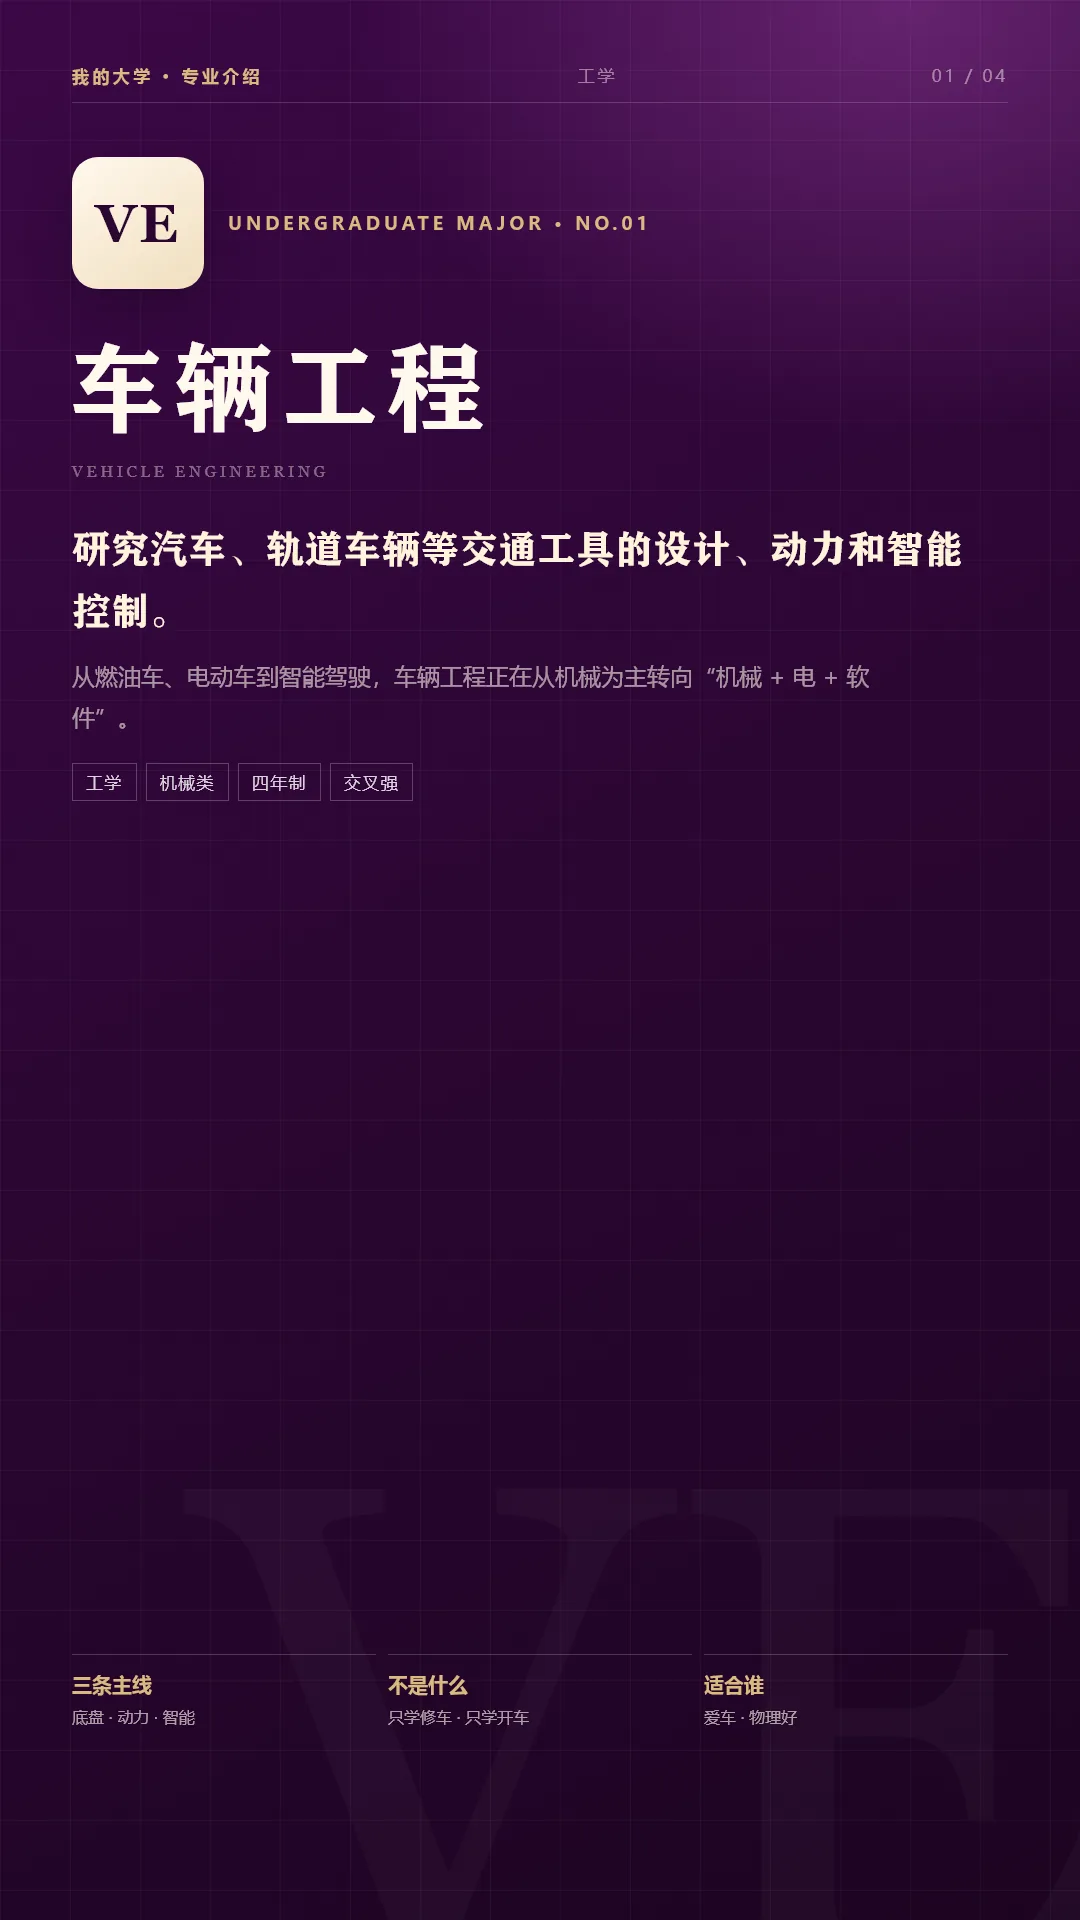 我的大学 • 专业介绍
工学
01 / 04
VE
UNDERGRADUATE MAJOR • NO.01
车辆工程
VEHICLE ENGINEERING
研究汽车、轨道车辆等交通工具的设计、动力和智能
控制。
从燃油车、电动车到智能驾驶，车辆工程正在从机械为主转向“机械 + 电 + 软
件”。
工学
机械类
四年制
交叉强
VE
三条主线
底盘 · 动力 · 智能
不是什么
只学修车 · 只学开车
适合谁
爱车 · 物理好